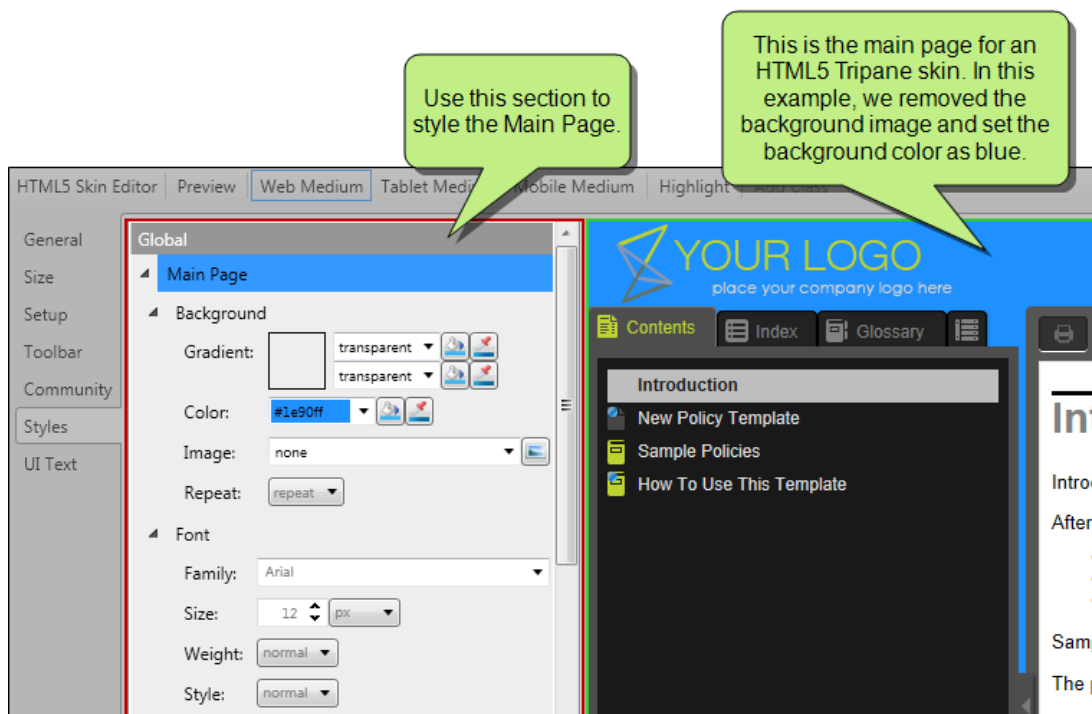 Use this section to
style the Main Page.
This is the main page for an
HTML5 Tripane skin. In this
example, we removed the
background image and set the
background color as blue.
HTML5 Skin Editor Preview Web Medium Tablet Medi Mobile Medium Highlight Add Class
General
Size
Setup
Toolbar
Community
Styles
UI Text
Global
Main Page
Background
Gradient: transparent
transparent
Color: #1e90ff
Image: none
Repeat: repeat
Font
Family: Arial
Size: 12 px
Weight: normal
Style: normal
YOUR LOGO
place your company logo here
Contents Index Glossary
Introduction
New Policy Template
Sample Policies
How To Use This Template
Int
Intro
After
Sam
The